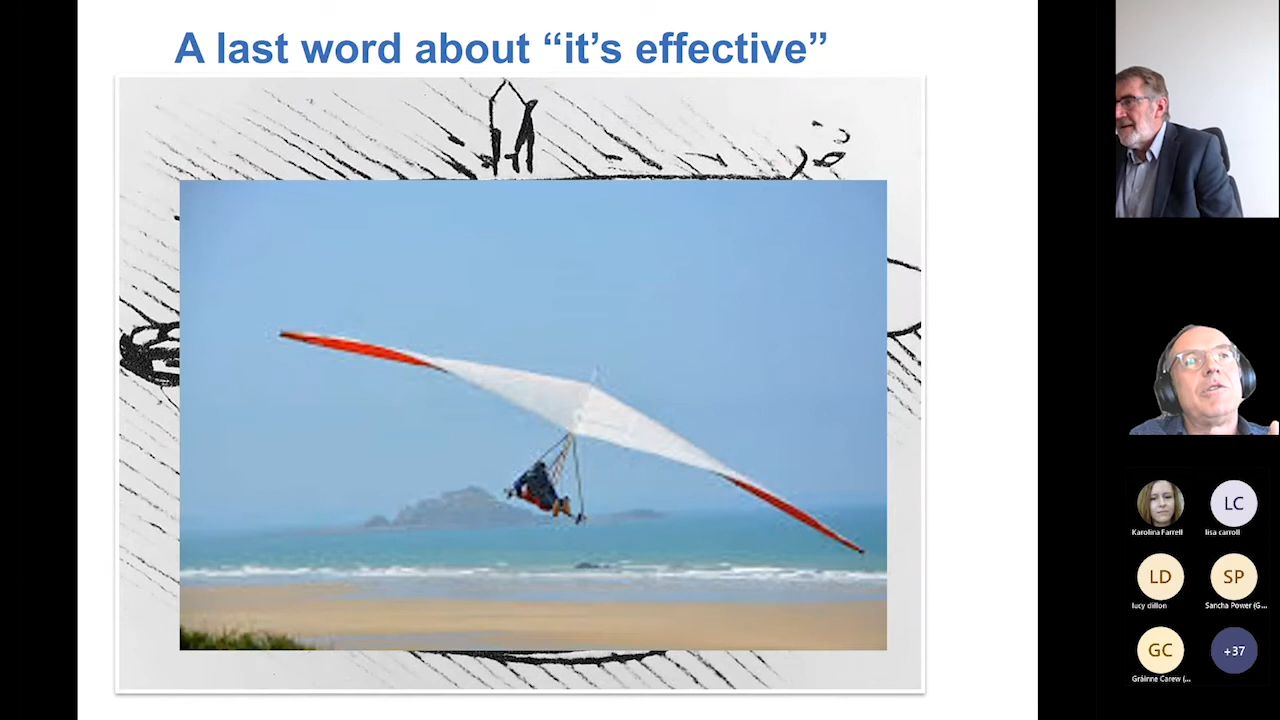 A last word about “it’s effective”
LC
Karolina Farrell
lisa carroll
LD
SP
lucy dillon
Sancha Power (G...
GC
+37
Gráinne Carew (...